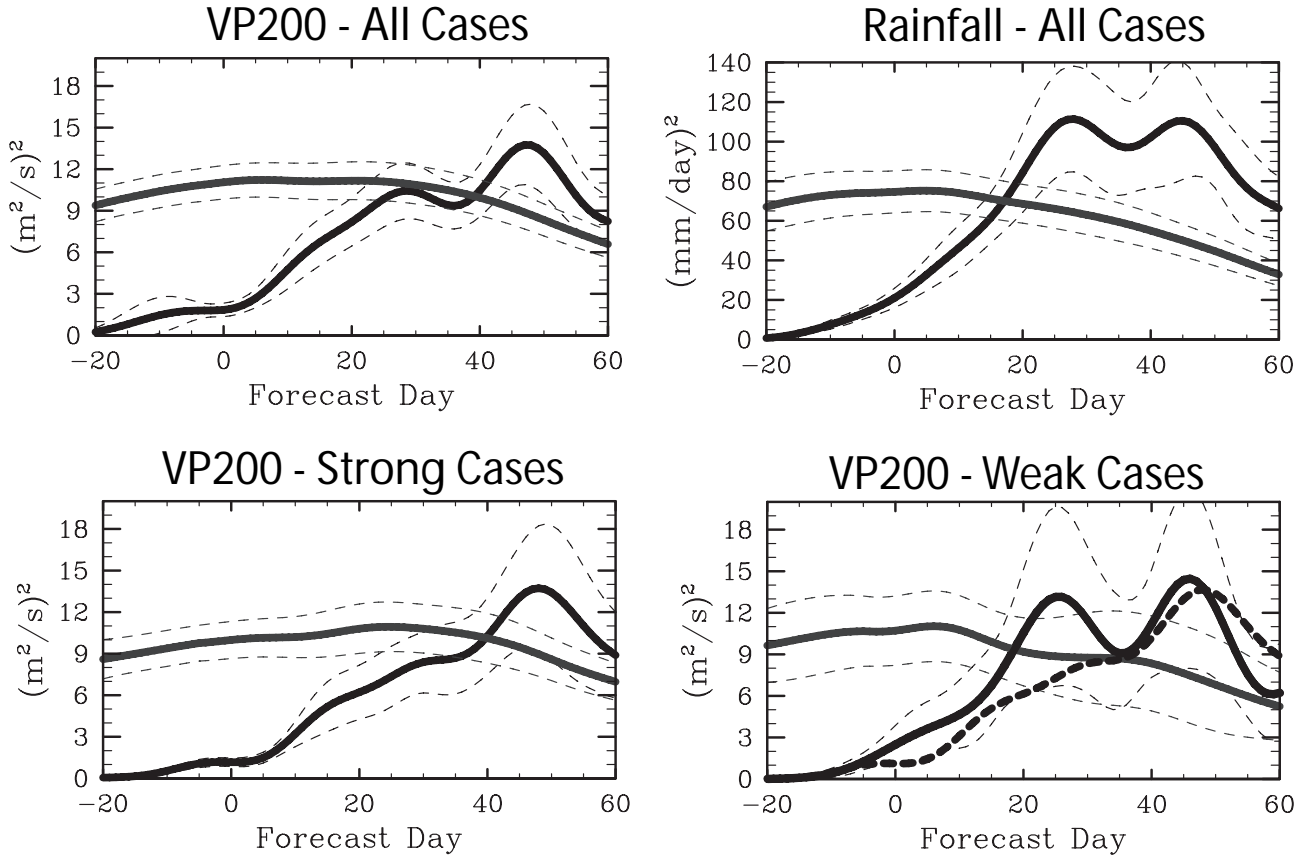 VP200 - All Cases
(m²/s)²
18
15
12
9
6
3
0
−20 0 20 40 60
Forecast Day
Rainfall - All Cases
(mm/day)²
140
120
100
80
60
40
20
0
−20 0 20 40 60
Forecast Day
VP200 - Strong Cases
(m²/s)²
18
15
12
9
6
3
0
−20 0 20 40 60
Forecast Day
VP200 - Weak Cases
(m²/s)²
18
15
12
9
6
3
0
−20 0 20 40 60
Forecast Day